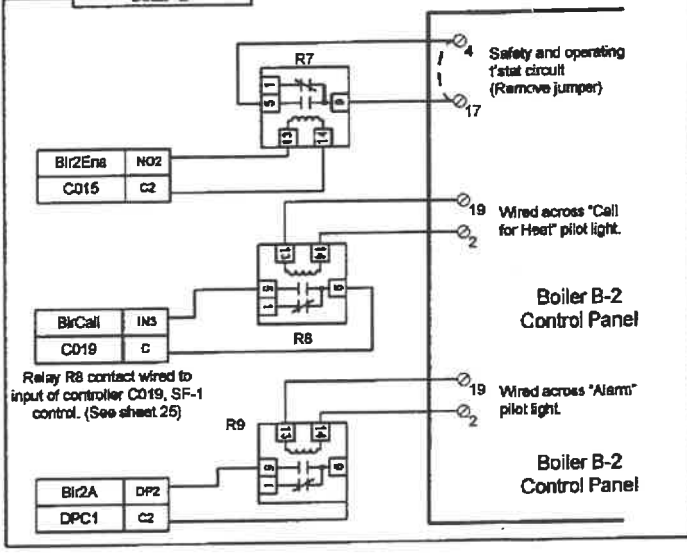 R7
4
Safety and operating
t'stat circuit
(Remove jumper)
17
1
5
9
13
14
Blr2Ena NO2
C015 C2
19 Wired across "Call
for Heat" pilot light.
2
13
14
5
1
9
R8
BlrCall IN3
C019 C
Boiler B-2
Control Panel
Relay R8 contact wired to
input of controller C019, SF-1
control. (See sheet 25)
19 Wired across "Alarm"
pilot light.
2
R9
13
14
5
1
9
Blr2A DP2
DPC1 C2
Boiler B-2
Control Panel